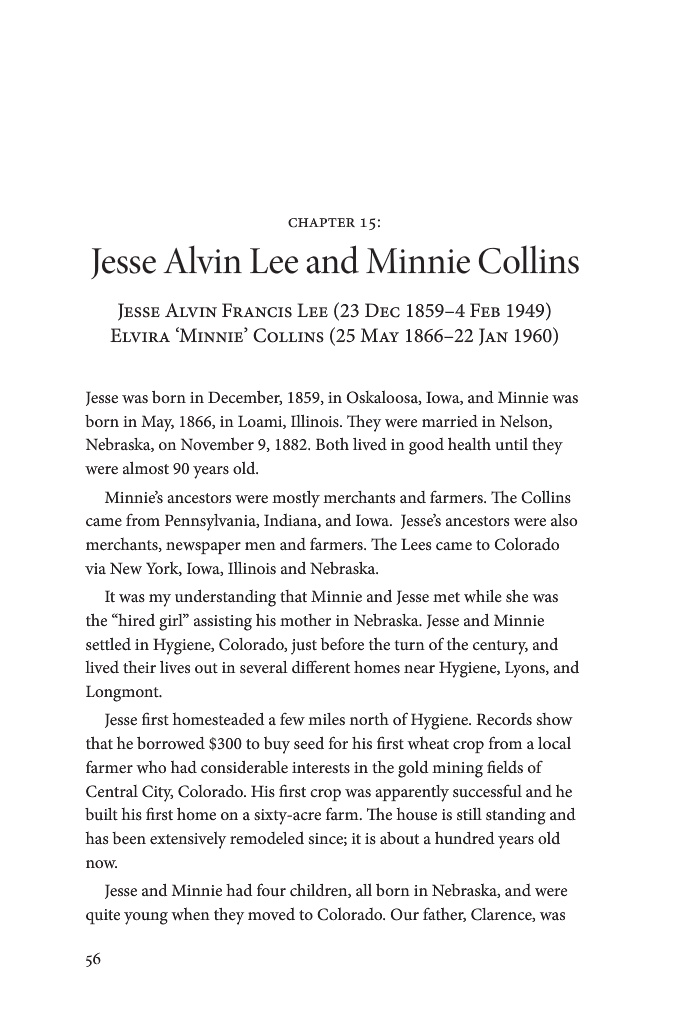 CHAPTER 15:
Jesse Alvin Lee and Minnie Collins
Jesse Alvin Francis Lee (23 Dec 1859–4 Feb 1949)
Elvira ‘Minnie’ Collins (25 May 1866–22 Jan 1960)
Jesse was born in December, 1859, in Oskaloosa, Iowa, and Minnie was
born in May, 1866, in Loami, Illinois. They were married in Nelson,
Nebraska, on November 9, 1882. Both lived in good health until they
were almost 90 years old.
Minnie’s ancestors were mostly merchants and farmers. The Collins
came from Pennsylvania, Indiana, and Iowa.  Jesse’s ancestors were also
merchants, newspaper men and farmers. The Lees came to Colorado
via New York, Iowa, Illinois and Nebraska.
It was my understanding that Minnie and Jesse met while she was
the “hired girl” assisting his mother in Nebraska. Jesse and Minnie
settled in Hygiene, Colorado, just before the turn of the century, and
lived their lives out in several different homes near Hygiene, Lyons, and
Longmont.
Jesse first homesteaded a few miles north of Hygiene. Records show
that he borrowed $300 to buy seed for his first wheat crop from a local
farmer who had considerable interests in the gold mining fields of
Central City, Colorado. His first crop was apparently successful and he
built his first home on a sixty-acre farm. The house is still standing and
has been extensively remodeled since; it is about a hundred years old
now.
Jesse and Minnie had four children, all born in Nebraska, and were
quite young when they moved to Colorado. Our father, Clarence, was
56